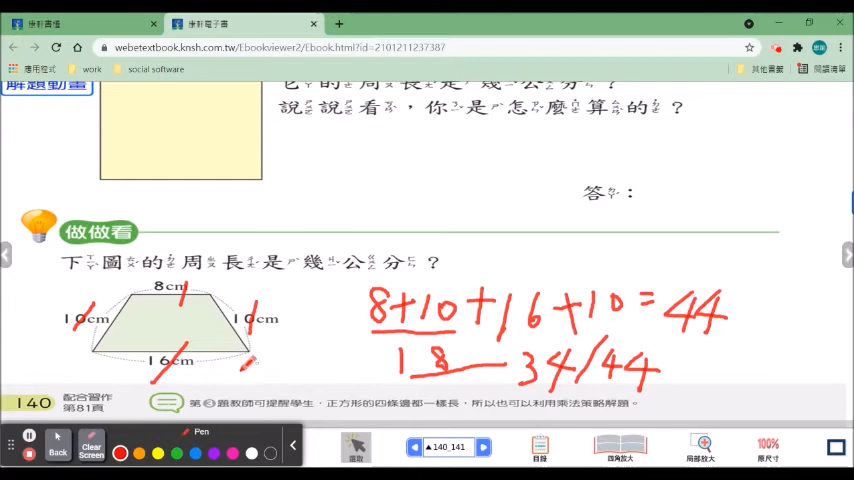 康軒書櫃
康軒電子書
webetextbook.knsh.com.tw/Ebookviewer2/Ebook.html?id=2101211237387
應用程式 work social software 其他書籤 閱讀清單
解題動畫
它的周長是幾公分？
說說看，你是怎麼算的？
答：
做做看
下圖的周長是幾公分？
8cm
10cm 10cm
16cm
8+10+16+10=44
18 34/44
140 配合習作 第81頁 第③題教師可提醒學生，正方形的四條邊都一樣長，所以也可以利用乘法策略解題。
Pen
Back Clear Screen
選取 ▲140_141 目錄 四角放大 局部放大 100% 原尺寸